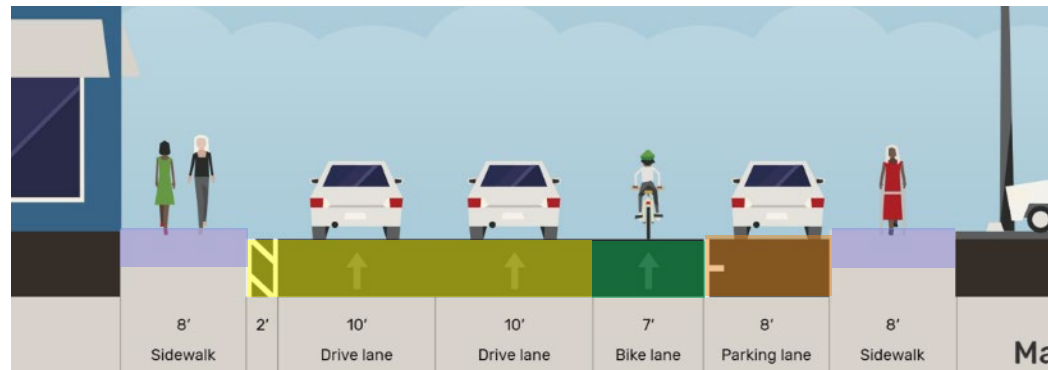 8′ 2′ 10′ 10′ 7′ 8′ 8′
Sidewalk Drive lane Drive lane Bike lane Parking lane Sidewalk
Ma